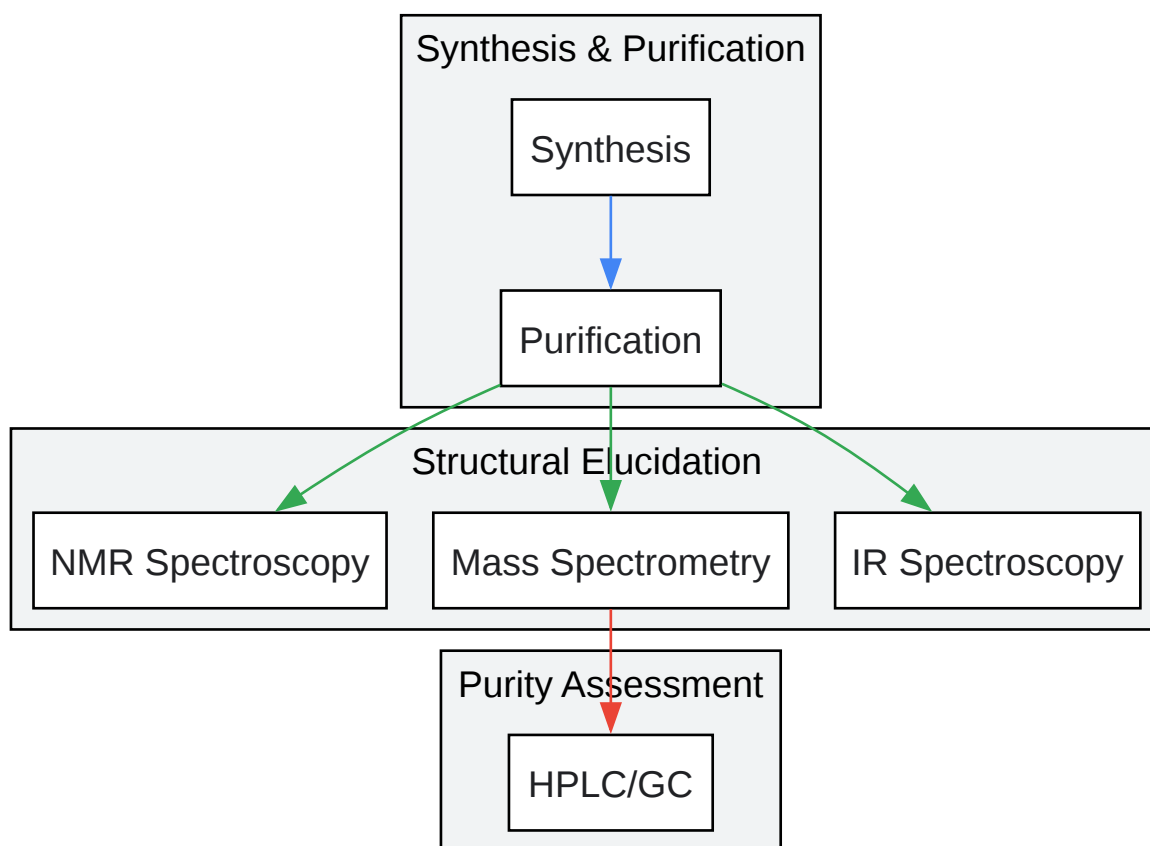 Synthesis & Purification
Synthesis
Purification
Structural Elucidation
NMR Spectroscopy
Mass Spectrometry
IR Spectroscopy
Purity Assessment
HPLC/GC